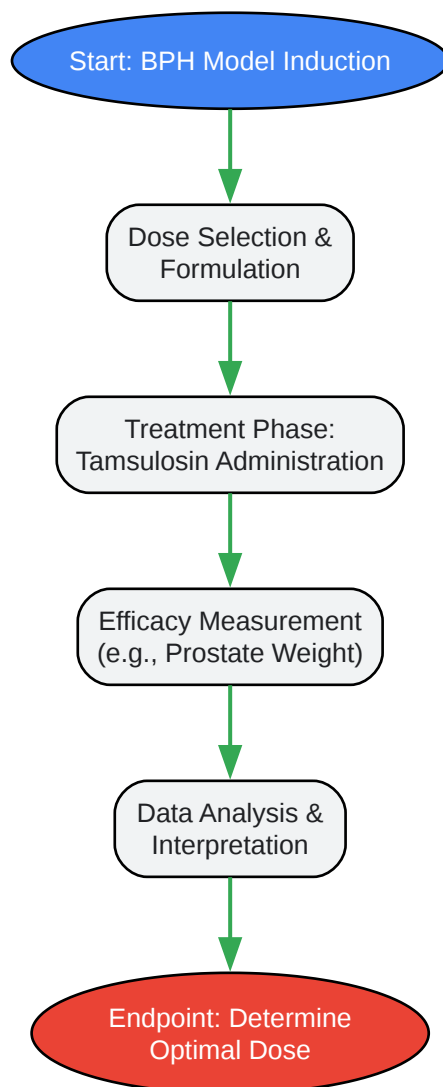 Start: BPH Model Induction
Dose Selection &
Formulation
Treatment Phase:
Tamsulosin Administration
Efficacy Measurement
(e.g., Prostate Weight)
Data Analysis &
Interpretation
Endpoint: Determine
Optimal Dose